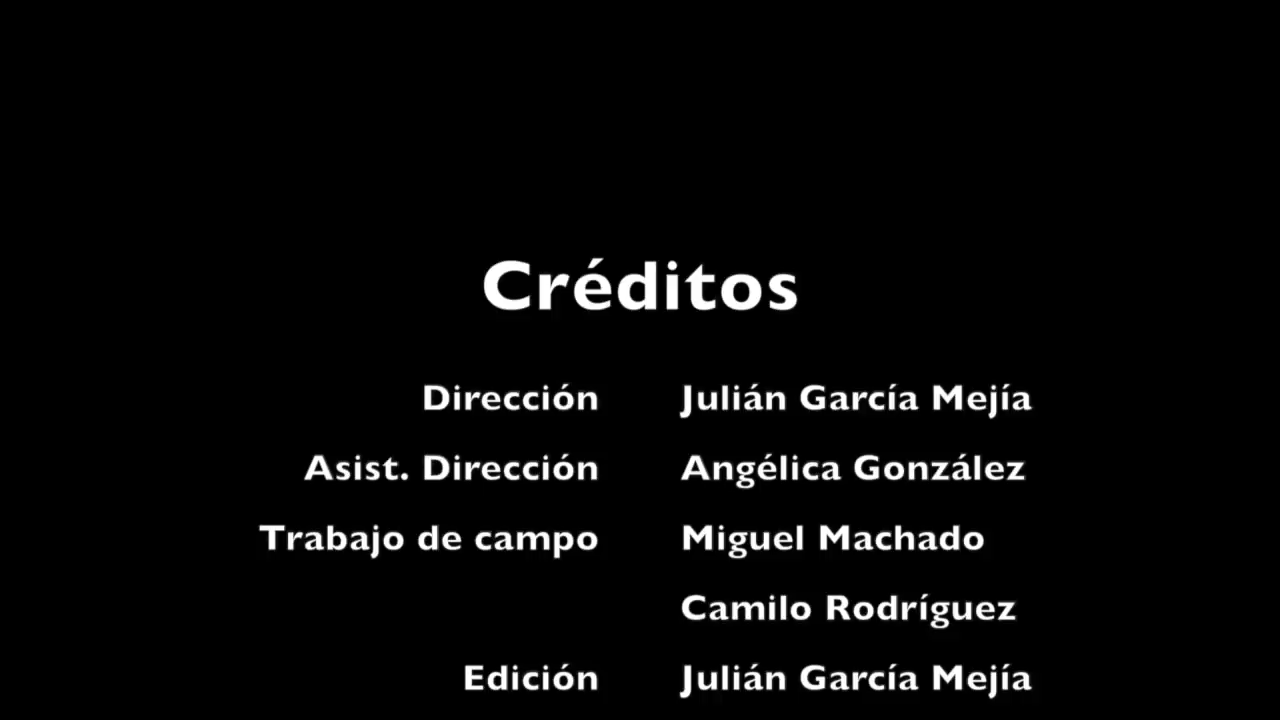 Créditos
Dirección Julián García Mejía
Asist. Dirección Angélica González
Trabajo de campo Miguel Machado
Camilo Rodríguez
Edición Julián García Mejía